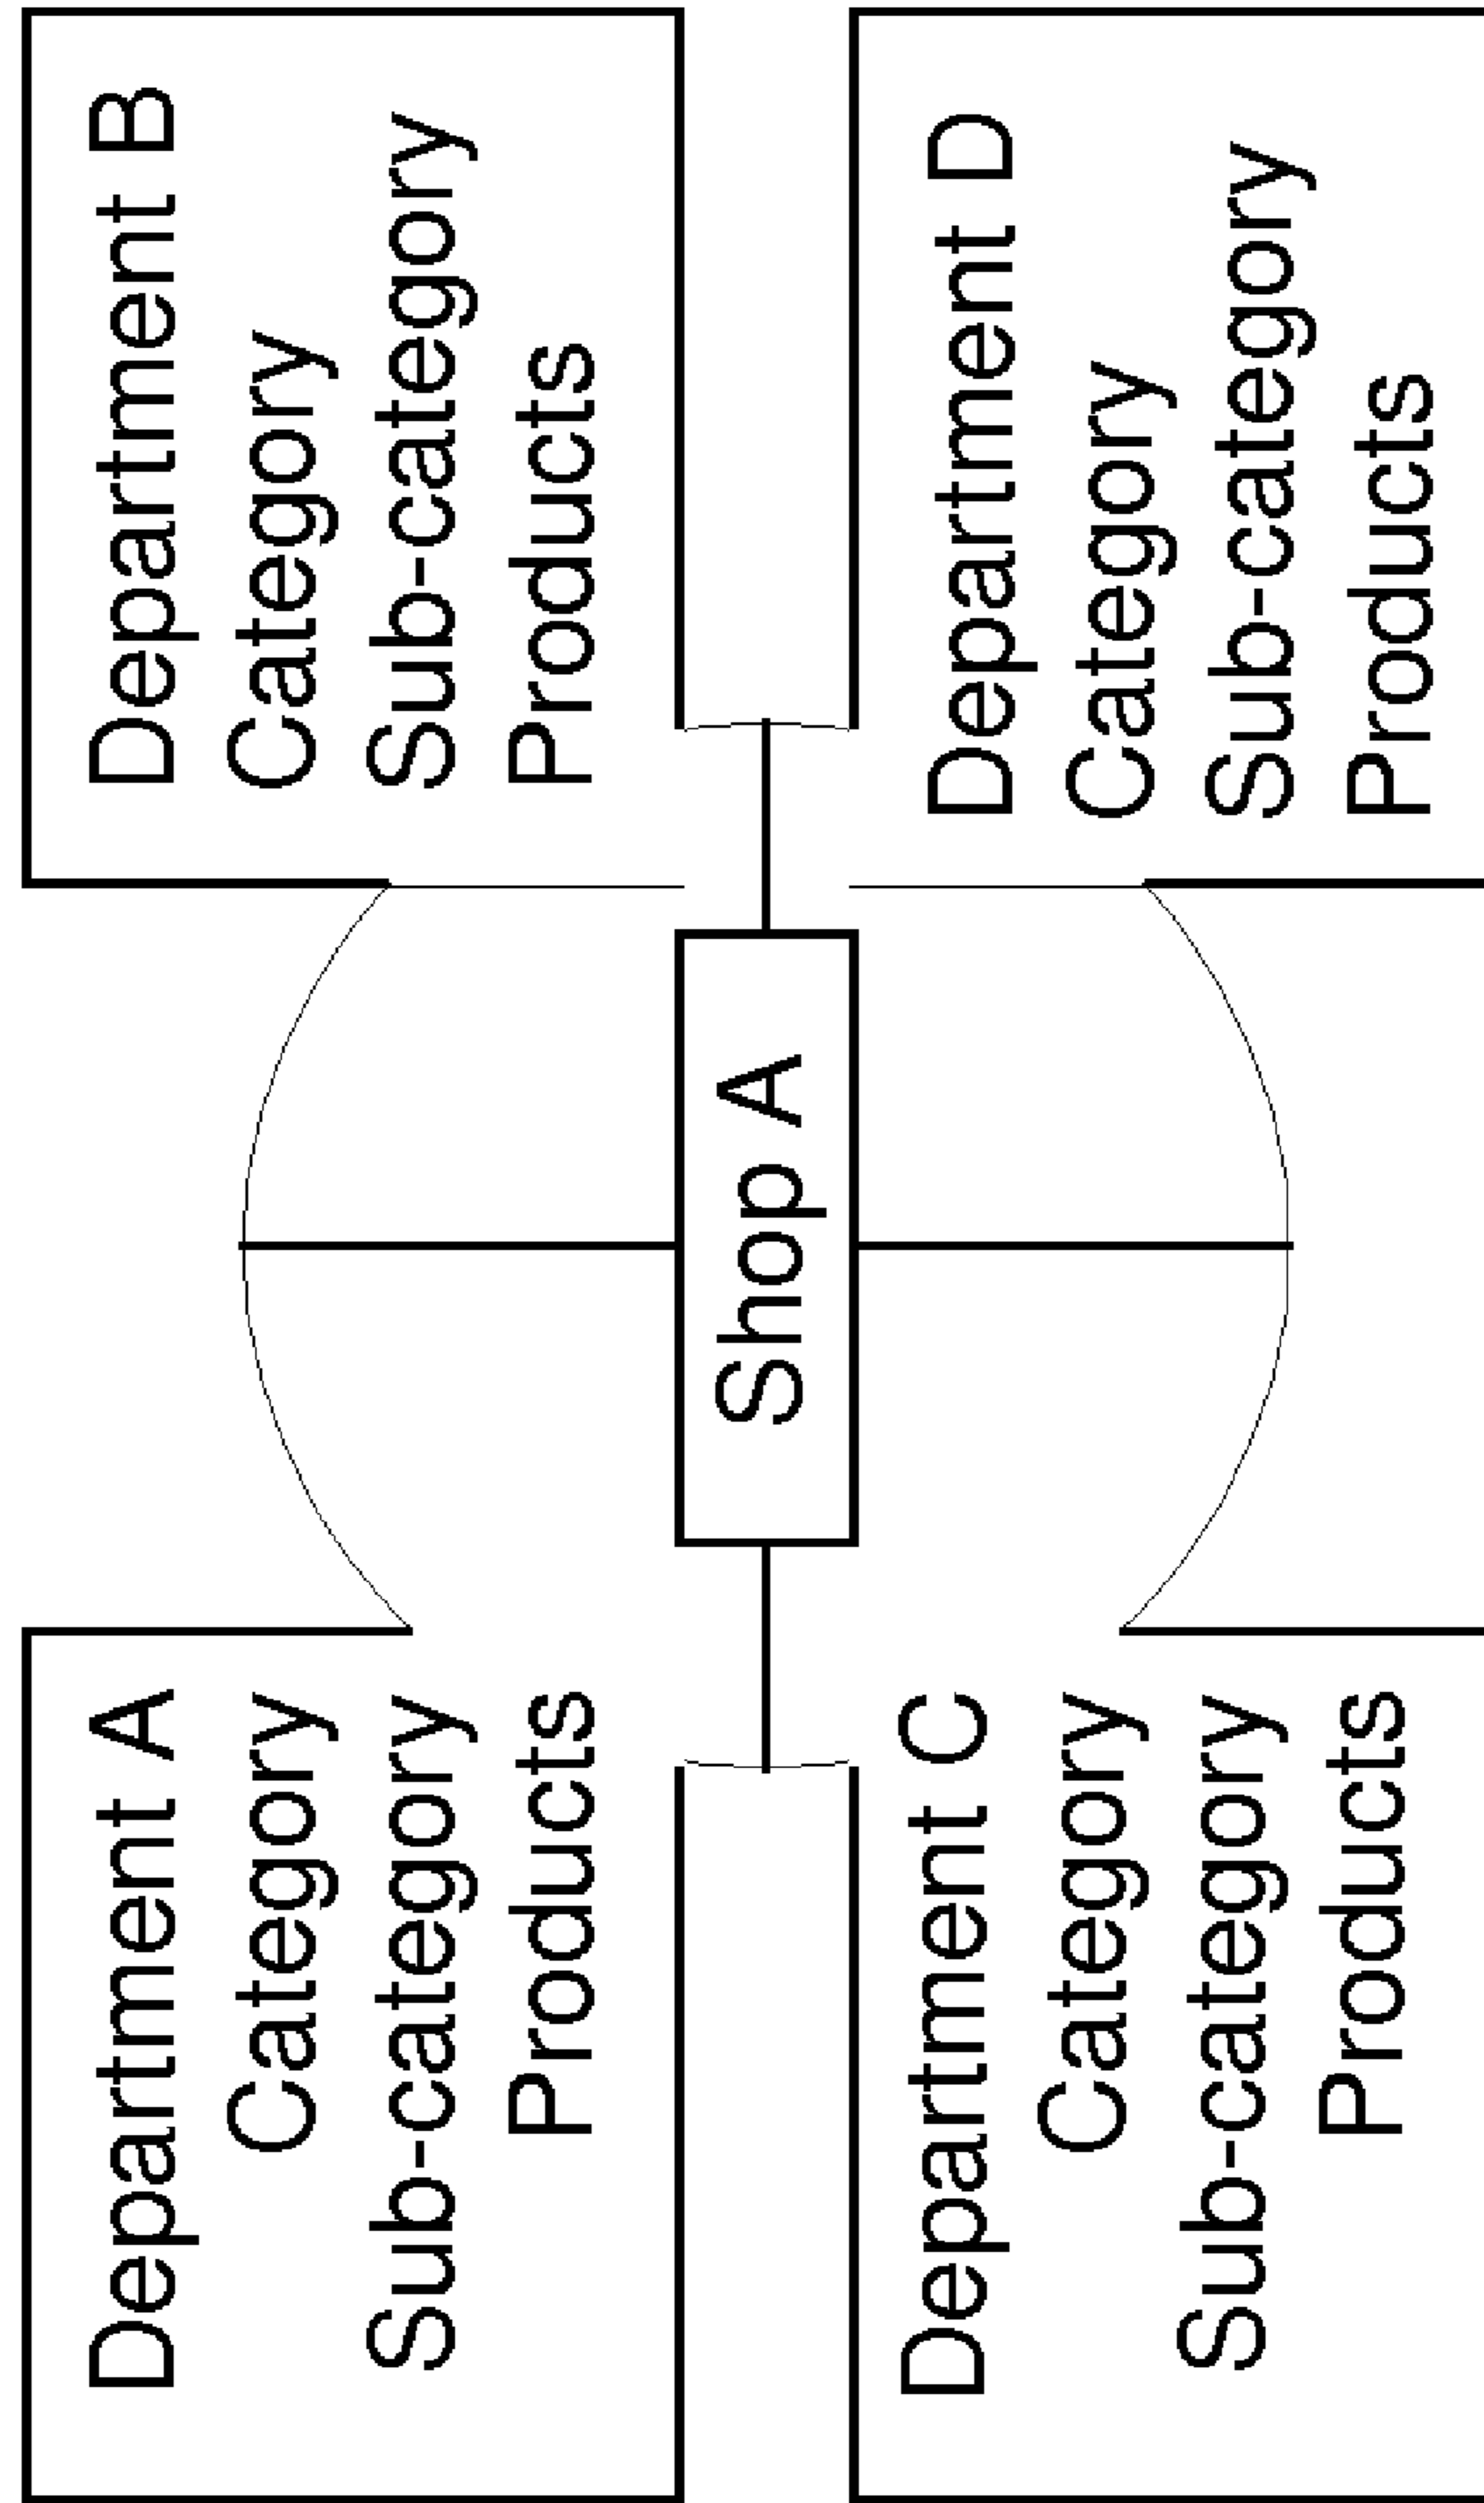 Department A
Category
Sub-category
Products
Department B
Category
Sub-category
Products
Shop A
Department C
Category
Sub-category
Products
Department D
Category
Sub-category
Products